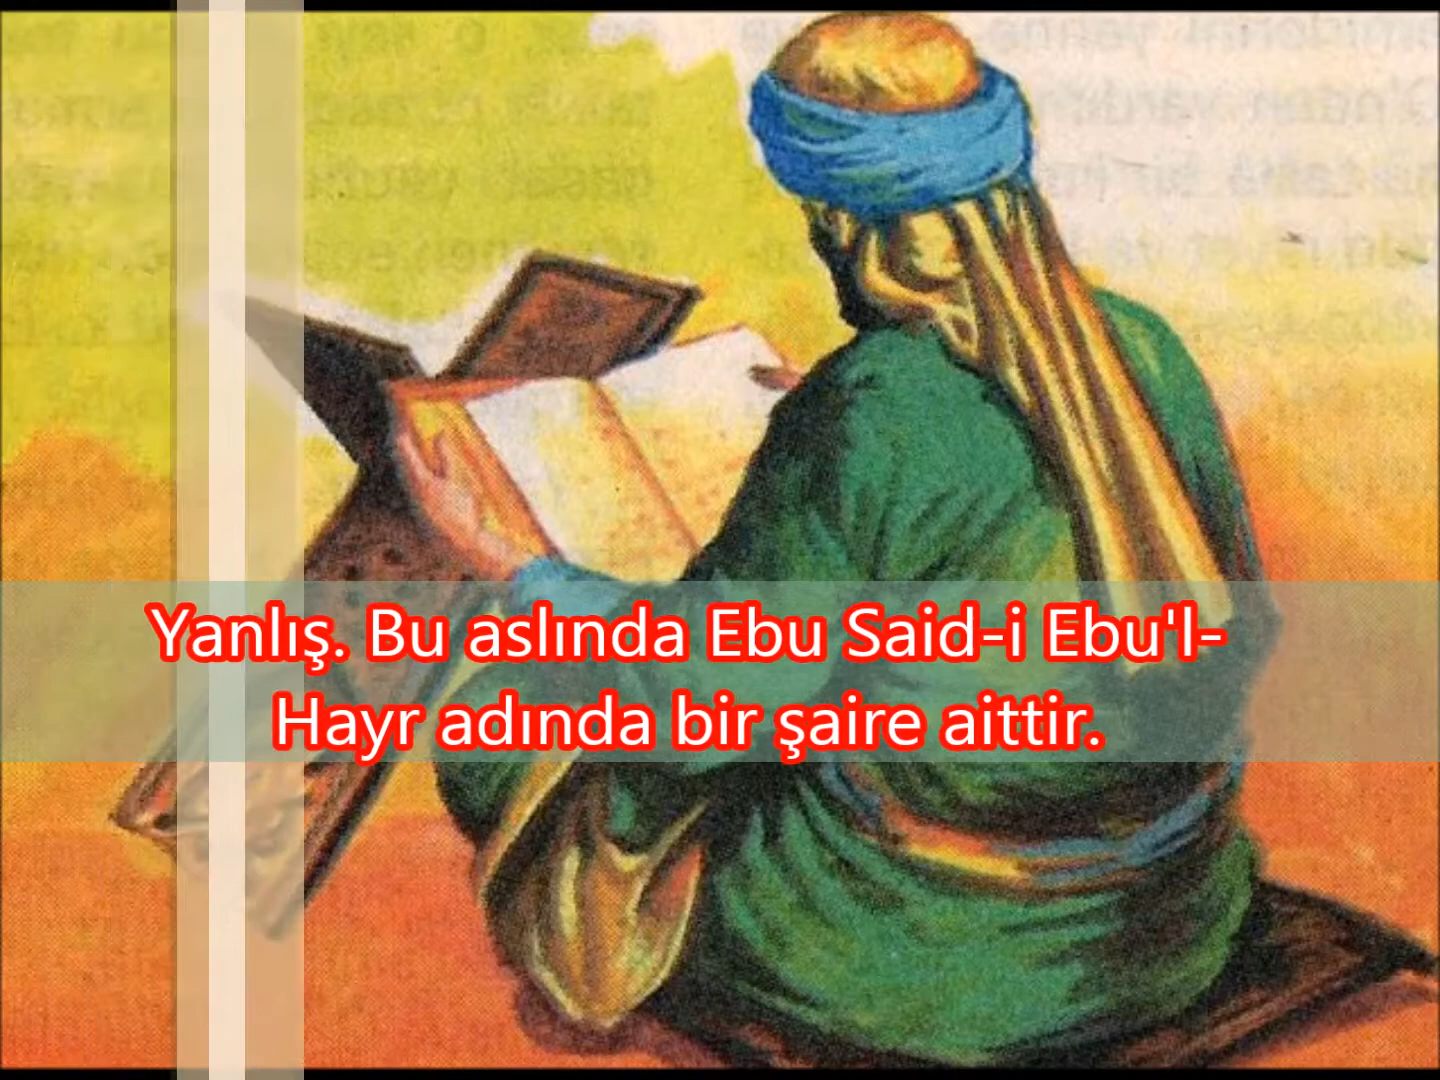 Yanlış. Bu aslında Ebu Said-i Ebu'l-
Hayr adında bir şaire aittir.